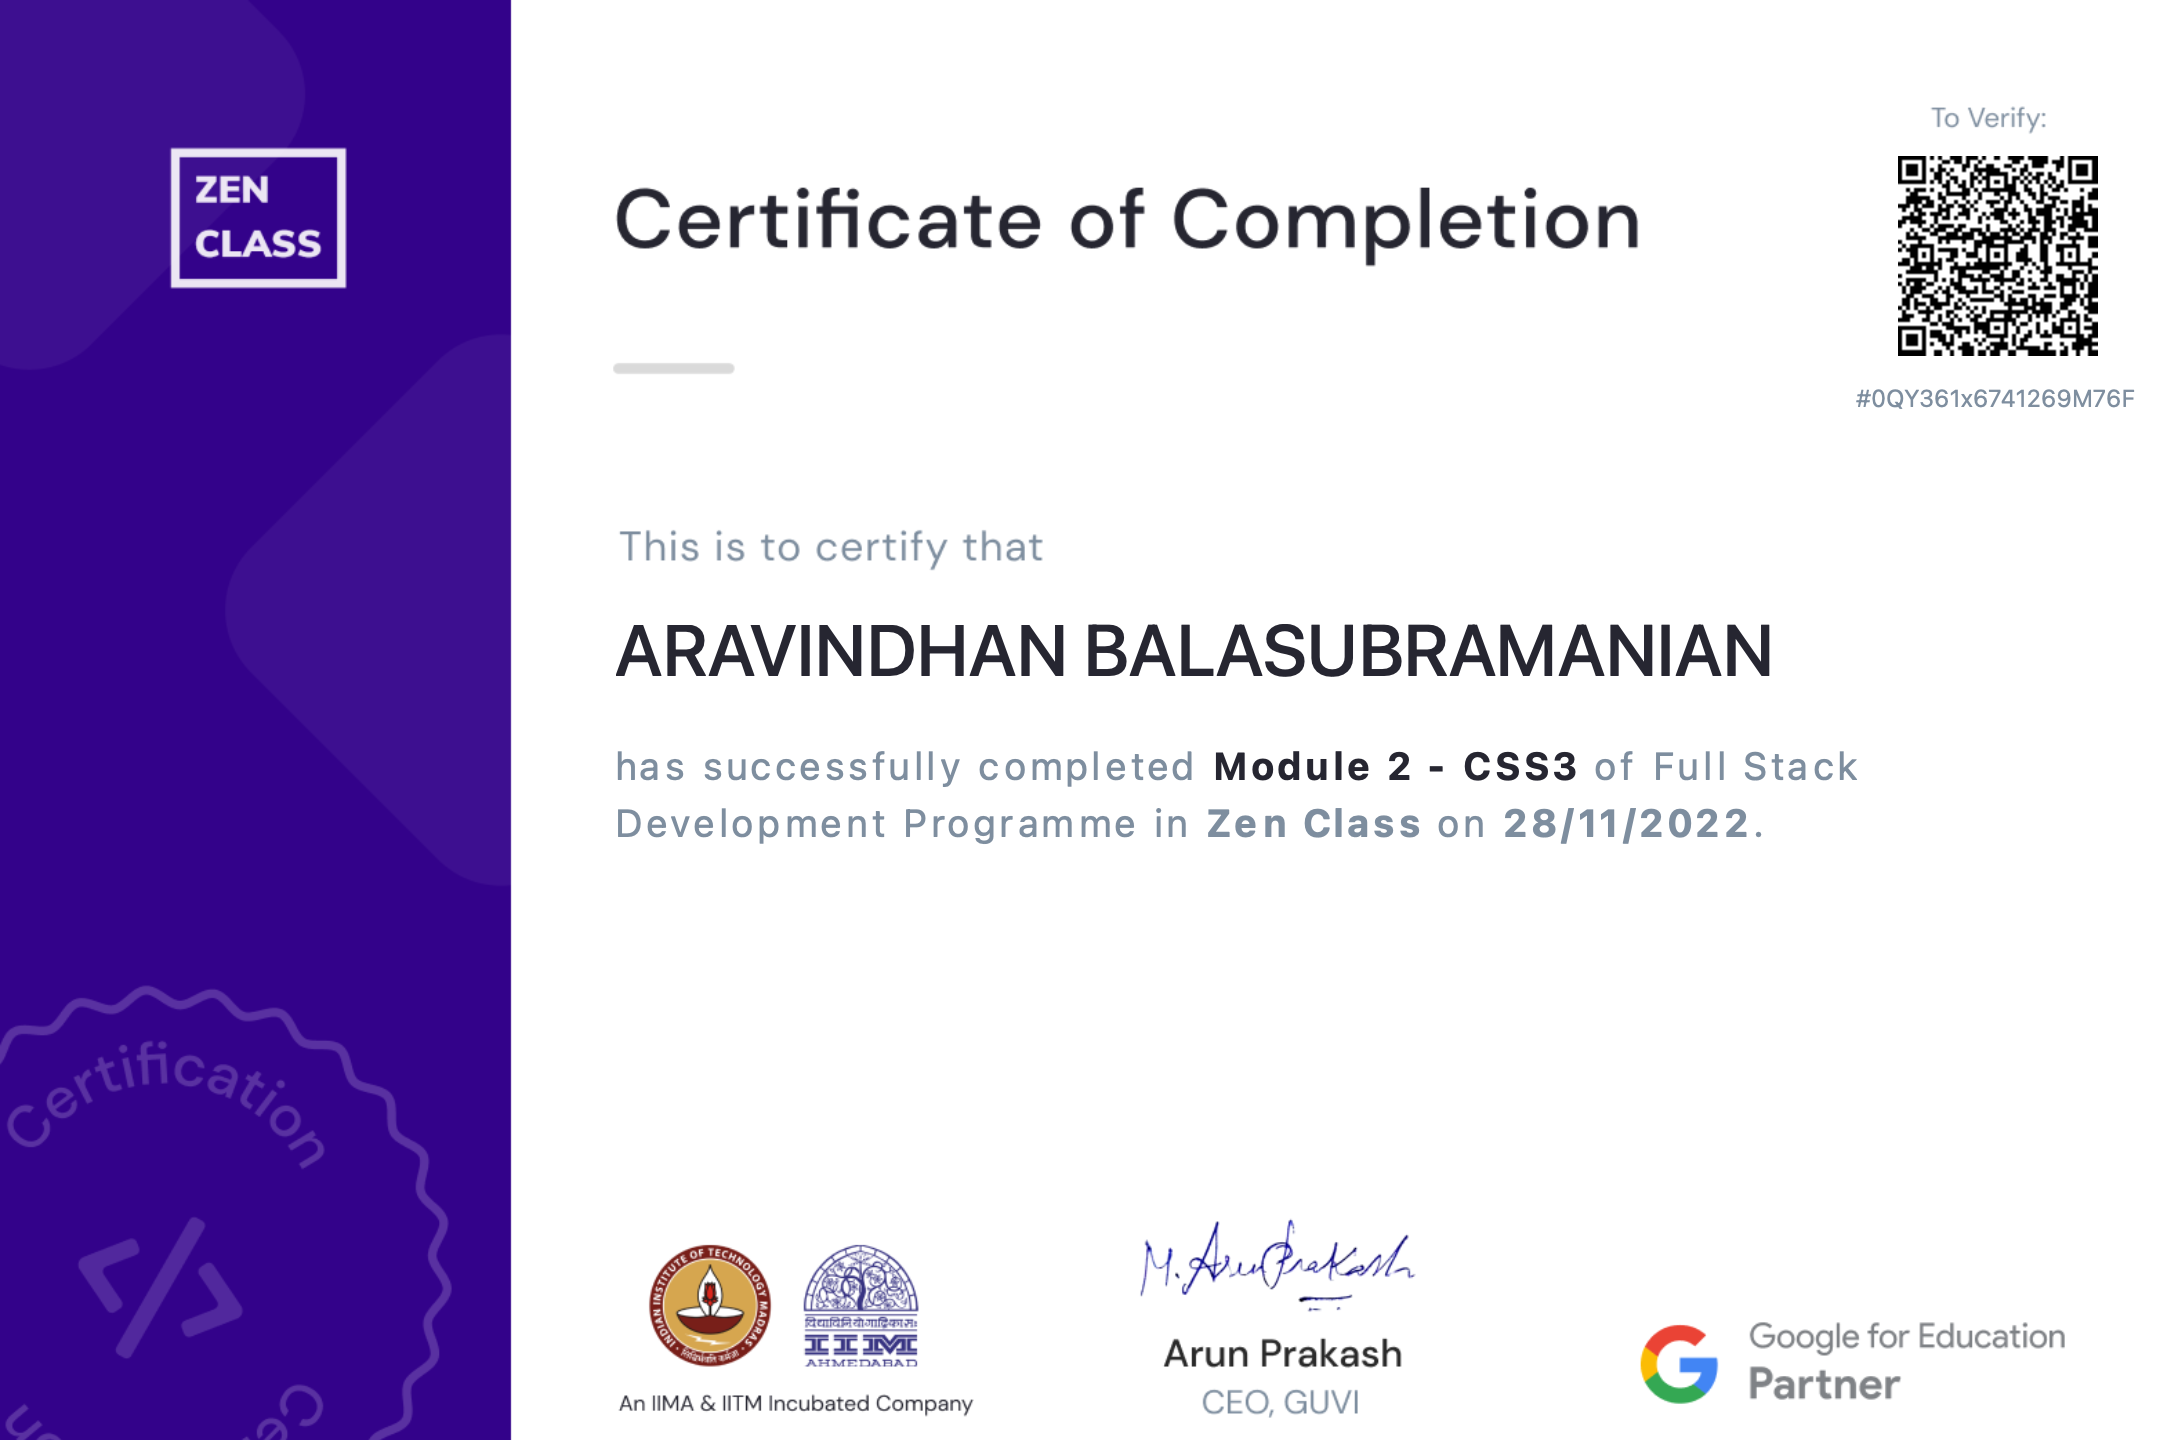 ZEN
CLASS
Certificate of Completion
To Verify:
#0QY361x6741269M76F
This is to certify that
ARAVINDHAN BALASUBRAMANIAN
has successfully completed Module 2 - CSS3 of Full Stack
Development Programme in Zen Class on 28/11/2022.
Certification
INDIAN INSTITUTE OF TECHNOLOGY MADRAS
IIM
AHMEDABAD
An IIMA & IITM Incubated Company
M. Arun Prakash
Arun Prakash
CEO, GUVI
Google for Education
Partner